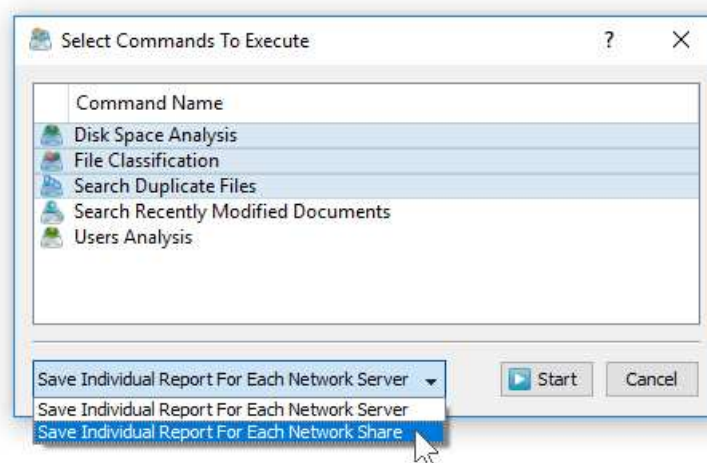 Select Commands To Execute ? ×
Command Name
Disk Space Analysis
File Classification
Search Duplicate Files
Search Recently Modified Documents
Users Analysis
Save Individual Report For Each Network Server
Start
Cancel
Save Individual Report For Each Network Server
Save Individual Report For Each Network Share